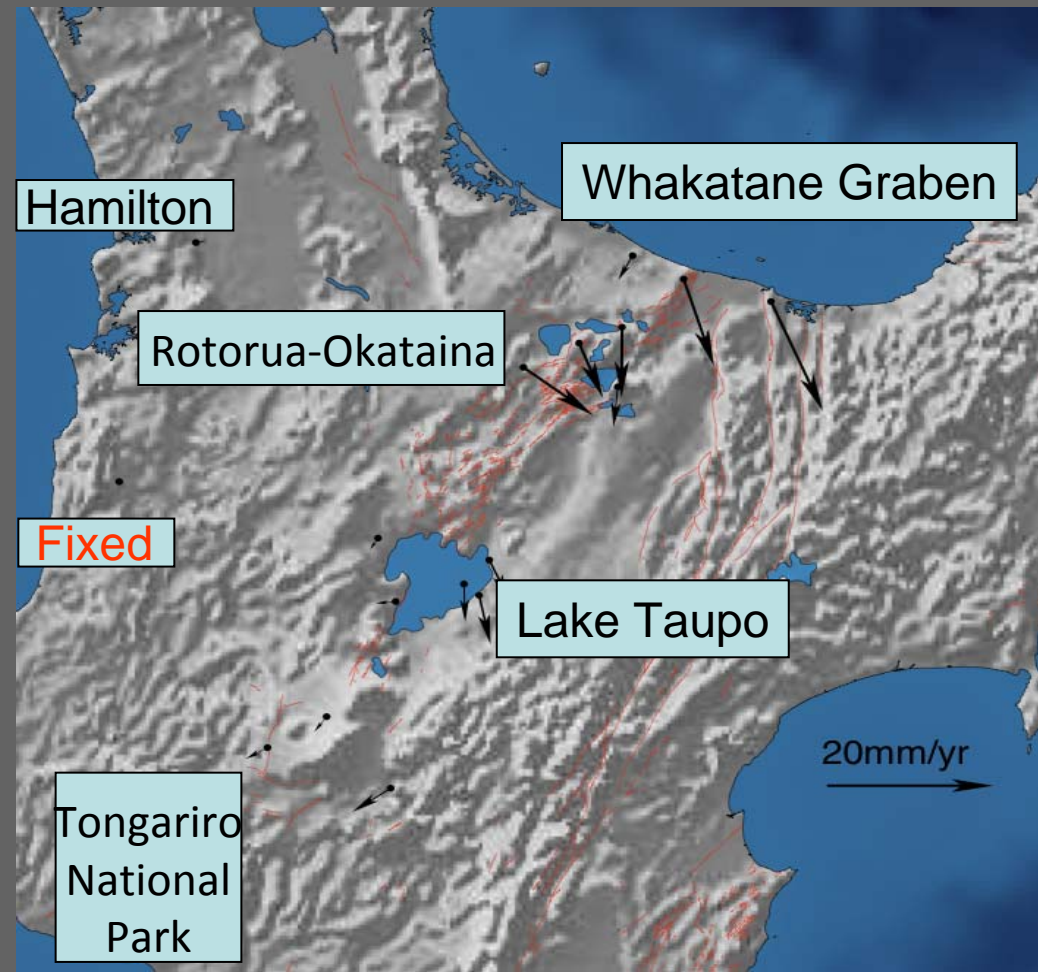 Whakatane Graben
Hamilton
Rotorua-Okataina
Fixed
Lake Taupo
20mm/yr
Tongariro
National
Park